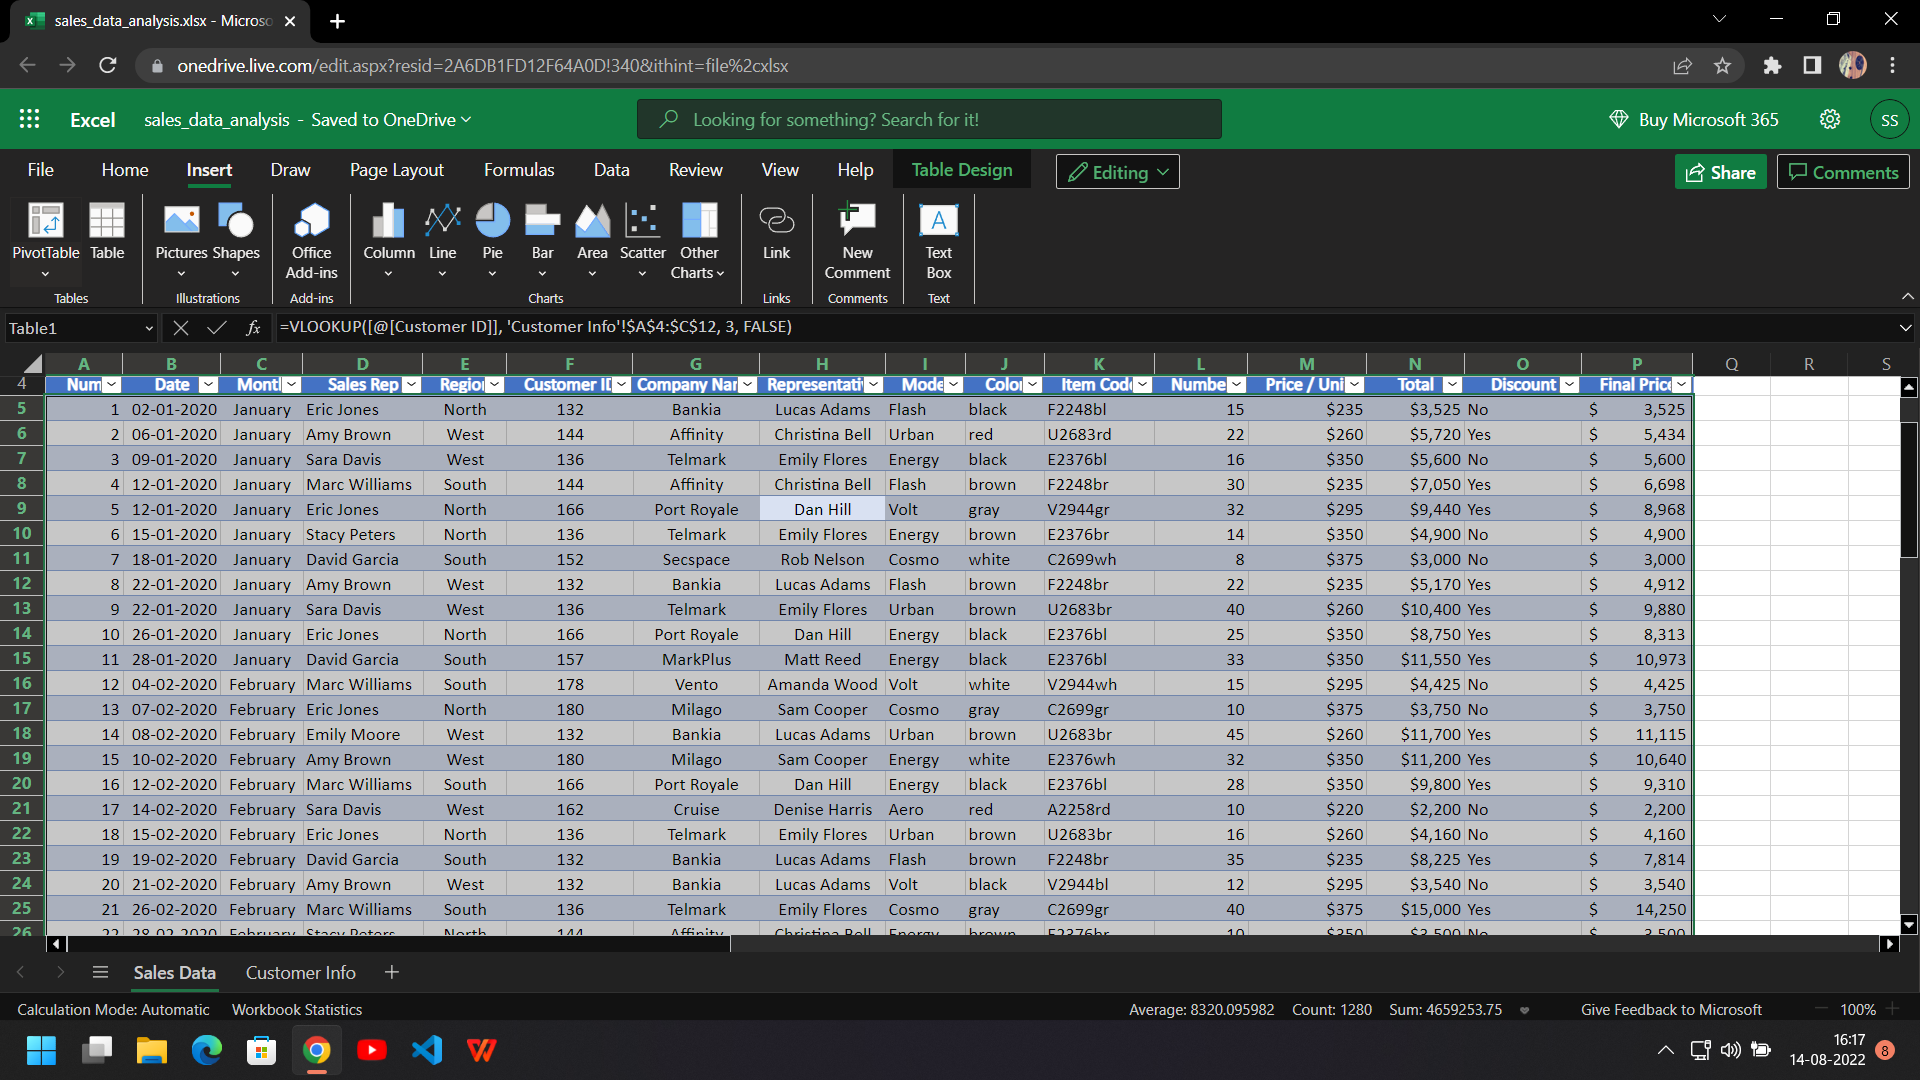 sales_data_analysis.xlsx - Microso
onedrive.live.com/edit.aspx?resid=2A6DB1FD12F64A0D!340&ithint=file%2cxlsx
Excel sales_data_analysis - Saved to OneDrive Looking for something? Search for it! Buy Microsoft 365 SS
File Home Insert Draw Page Layout Formulas Data Review View Help Table Design Editing Share Comments
PivotTable Table Pictures Shapes Office Add-ins Column Line Pie Bar Area Scatter Other Charts Link New Comment Text Box
Tables Illustrations Add-ins Charts Links Comments Text
Table1 fx =VLOOKUP([@[Customer ID]], 'Customer Info'!$A$4:$C$12, 3, FALSE)
A B C D E F G H I J K L M N O P Q R S
4 Num Date Montl Sales Rep Regio Customer II Company Nar Representati Mode Color Item Code Numbe Price / Uni Total Discount Final Price
5 1 02-01-2020 January Eric Jones North 132 Bankia Lucas Adams Flash black F2248bl 15 $235 $3,525 No $ 3,525
6 2 06-01-2020 January Amy Brown West 144 Affinity Christina Bell Urban red U2683rd 22 $260 $5,720 Yes $ 5,434
7 3 09-01-2020 January Sara Davis West 136 Telmark Emily Flores Energy black E2376bl 16 $350 $5,600 No $ 5,600
8 4 12-01-2020 January Marc Williams South 144 Affinity Christina Bell Flash brown F2248br 30 $235 $7,050 Yes $ 6,698
9 5 12-01-2020 January Eric Jones North 166 Port Royale Dan Hill Volt gray V2944gr 32 $295 $9,440 Yes $ 8,968
10 6 15-01-2020 January Stacy Peters North 136 Telmark Emily Flores Energy brown E2376br 14 $350 $4,900 No $ 4,900
11 7 18-01-2020 January David Garcia South 152 Secspace Rob Nelson Cosmo white C2699wh 8 $375 $3,000 No $ 3,000
12 8 22-01-2020 January Amy Brown West 132 Bankia Lucas Adams Flash brown F2248br 22 $235 $5,170 Yes $ 4,912
13 9 22-01-2020 January Sara Davis West 136 Telmark Emily Flores Urban brown U2683br 40 $260 $10,400 Yes $ 9,880
14 10 26-01-2020 January Eric Jones North 166 Port Royale Dan Hill Energy black E2376bl 25 $350 $8,750 Yes $ 8,313
15 11 28-01-2020 January David Garcia South 157 MarkPlus Matt Reed Energy black E2376bl 33 $350 $11,550 Yes $ 10,973
16 12 04-02-2020 February Marc Williams South 178 Vento Amanda Wood Volt white V2944wh 15 $295 $4,425 No $ 4,425
17 13 07-02-2020 February Eric Jones North 180 Milago Sam Cooper Cosmo gray C2699gr 10 $375 $3,750 No $ 3,750
18 14 08-02-2020 February Emily Moore West 132 Bankia Lucas Adams Urban brown U2683br 45 $260 $11,700 Yes $ 11,115
19 15 10-02-2020 February Amy Brown West 180 Milago Sam Cooper Energy white E2376wh 32 $350 $11,200 Yes $ 10,640
20 16 12-02-2020 February Marc Williams South 166 Port Royale Dan Hill Energy black E2376bl 28 $350 $9,800 Yes $ 9,310
21 17 14-02-2020 February Sara Davis West 162 Cruise Denise Harris Aero red A2258rd 10 $220 $2,200 No $ 2,200
22 18 15-02-2020 February Eric Jones North 136 Telmark Emily Flores Urban brown U2683br 16 $260 $4,160 No $ 4,160
23 19 19-02-2020 February David Garcia South 132 Bankia Lucas Adams Flash brown F2248br 35 $235 $8,225 Yes $ 7,814
24 20 21-02-2020 February Amy Brown West 132 Bankia Lucas Adams Volt black V2944bl 12 $295 $3,540 No $ 3,540
25 21 26-02-2020 February Marc Williams South 136 Telmark Emily Flores Cosmo gray C2699gr 40 $375 $15,000 Yes $ 14,250
26 22 28-02-2020 February Stacy Peters North 144 Affinity Christina Bell Energy brown E2376br 10 $350 $3,500 No $ 3,500
Sales Data Customer Info
Calculation Mode: Automatic Workbook Statistics Average: 8320.095982 Count: 1280 Sum: 4659253.75 Give Feedback to Microsoft 100%
16:17
14-08-2022 8